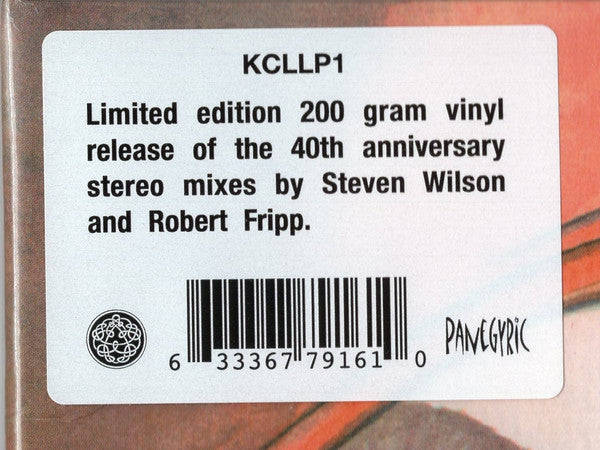 KCLLP1
Limited edition 200 gram vinyl
release of the 40th anniversary
stereo mixes by Steven Wilson
and Robert Fripp.
6 33367 79161 0
PANEGYRIC